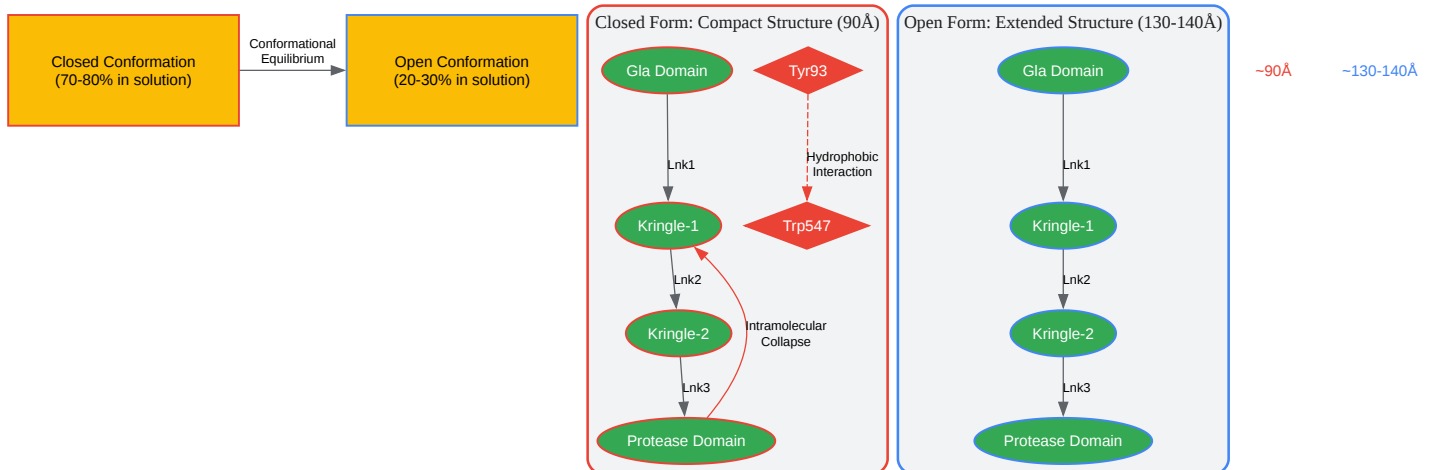 Closed Conformation
(70-80% in solution)
Conformational
Equilibrium
Open Conformation
(20-30% in solution)
Closed Form: Compact Structure (90Å)
Gla Domain
Tyr93
Lnk1
Hydrophobic
Interaction
Kringle-1
Trp547
Lnk2
Kringle-2
Intramolecular
Collapse
Lnk3
Protease Domain
Open Form: Extended Structure (130-140Å)
Gla Domain
Lnk1
Kringle-1
Lnk2
Kringle-2
Lnk3
Protease Domain
~90Å
~130-140Å